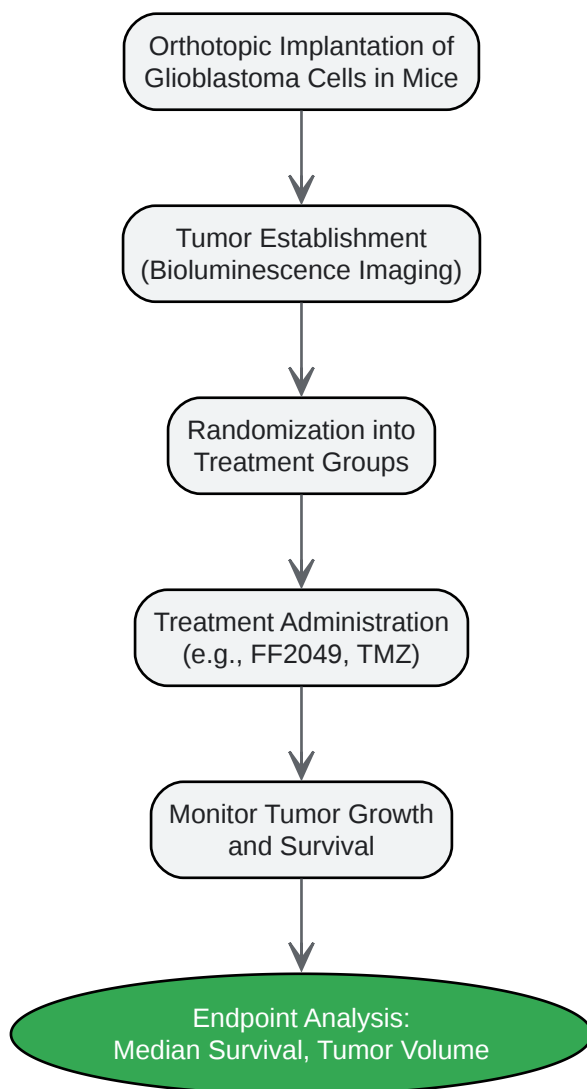 Orthotopic Implantation of
Glioblastoma Cells in Mice
Tumor Establishment
(Bioluminescence Imaging)
Randomization into
Treatment Groups
Treatment Administration
(e.g., FF2049, TMZ)
Monitor Tumor Growth
and Survival
Endpoint Analysis:
Median Survival, Tumor Volume